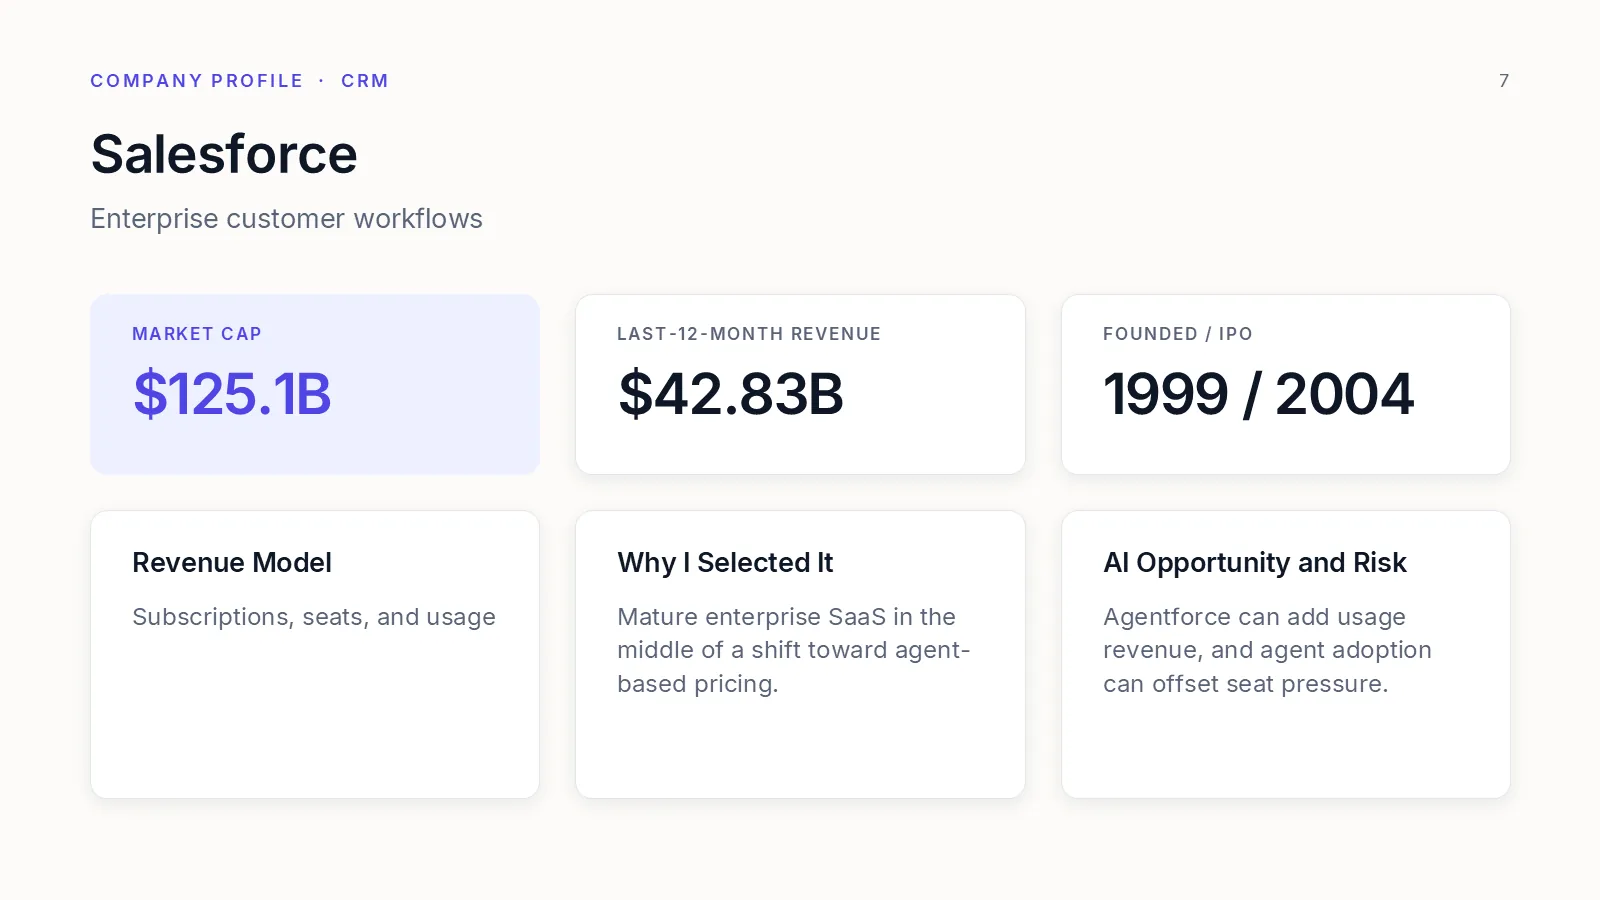 COMPANY PROFILE · CRM
7
Salesforce
Enterprise customer workflows
MARKET CAP
$125.1B
LAST-12-MONTH REVENUE
$42.83B
FOUNDED / IPO
1999 / 2004
Revenue Model
Subscriptions, seats, and usage
Why I Selected It
Mature enterprise SaaS in the
middle of a shift toward agent-
based pricing.
AI Opportunity and Risk
Agentforce can add usage
revenue, and agent adoption
can offset seat pressure.